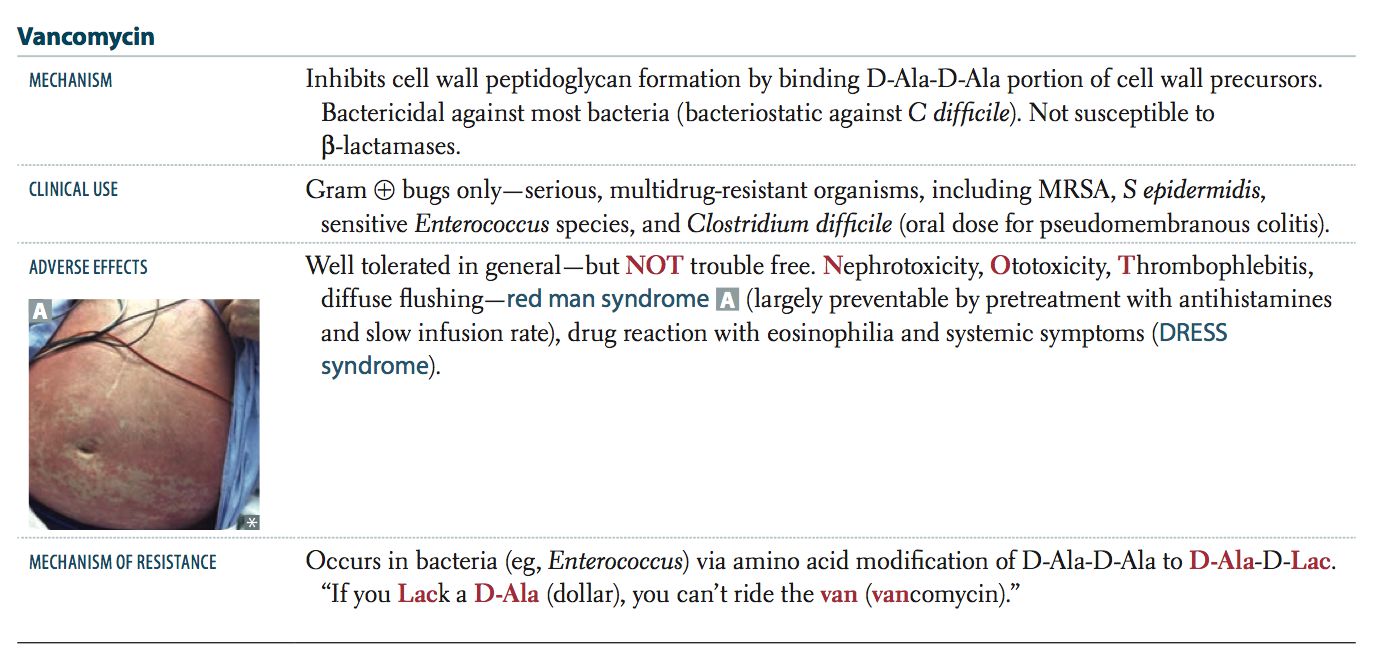 Vancomycin
MECHANISM
Inhibits cell wall peptidoglycan formation by binding D-Ala-D-Ala portion of cell wall precursors.
Bactericidal against most bacteria (bacteriostatic against C difficile). Not susceptible to
β-lactamases.
CLINICAL USE
Gram ⊕ bugs only—serious, multidrug-resistant organisms, including MRSA, S epidermidis,
sensitive Enterococcus species, and Clostridium difficile (oral dose for pseudomembranous colitis).
ADVERSE EFFECTS
Well tolerated in general—but NOT trouble free. Nephrotoxicity, Ototoxicity, Thrombophlebitis,
diffuse flushing—red man syndrome A (largely preventable by pretreatment with antihistamines
and slow infusion rate), drug reaction with eosinophilia and systemic symptoms (DRESS
syndrome).
A
*
MECHANISM OF RESISTANCE
Occurs in bacteria (eg, Enterococcus) via amino acid modification of D-Ala-D-Ala to D-Ala-D-Lac.
“If you Lack a D-Ala (dollar), you can’t ride the van (vancomycin).”